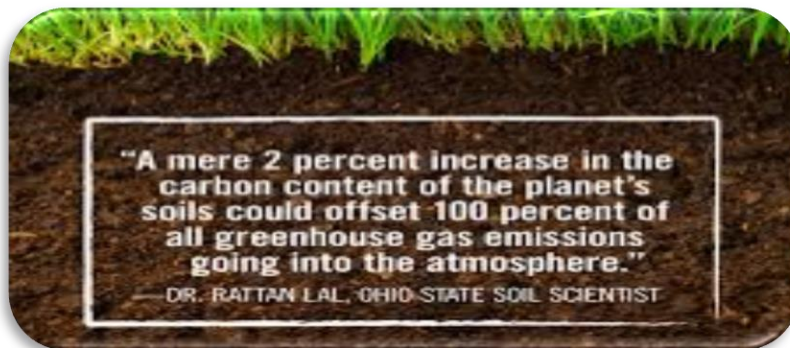 “A mere 2 percent increase in the
carbon content of the planet’s
soils could offset 100 percent of
all greenhouse gas emissions
going into the atmosphere.”
—DR. RATTAN LAL, OHIO STATE SOIL SCIENTIST